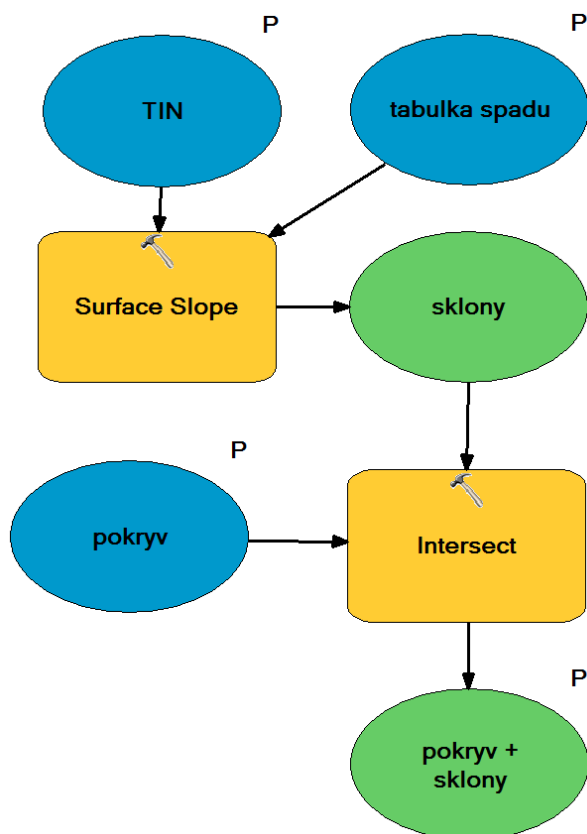 P
P
TIN
tabulka spadu
Surface Slope
sklony
P
pokryv
Intersect
P
pokryv +
sklony